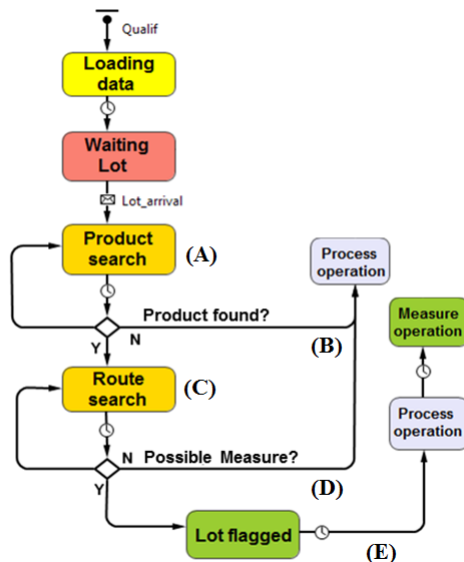 Qualif
Loading
data
Waiting
Lot
Lot_arrival
Product
search
(A)
Process
operation
Product found?
Y
N
(B)
Measure
operation
Route
search
(C)
Process
operation
N
Possible Measure?
Y
(D)
Lot flagged
(E)